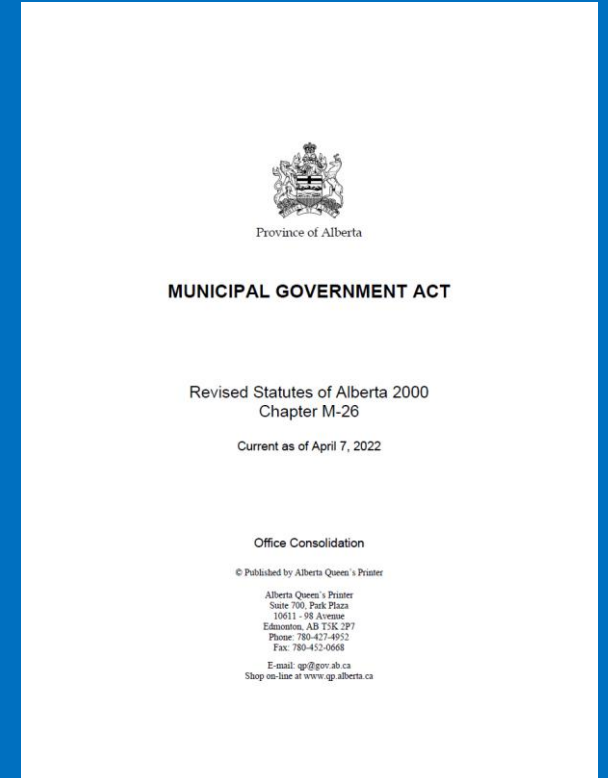 Province of Alberta
MUNICIPAL GOVERNMENT ACT
Revised Statutes of Alberta 2000
Chapter M-26
Current as of April 7, 2022
Office Consolidation
© Published by Alberta Queen's Printer
Alberta Queen's Printer
Suite 700, Park Plaza
10611 - 98 Avenue
Edmonton, AB T5K 2P7
Phone: 780-427-4952
Fax: 780-452-0668
E-mail: qp@gov.ab.ca
Shop on-line at www.qp.alberta.ca